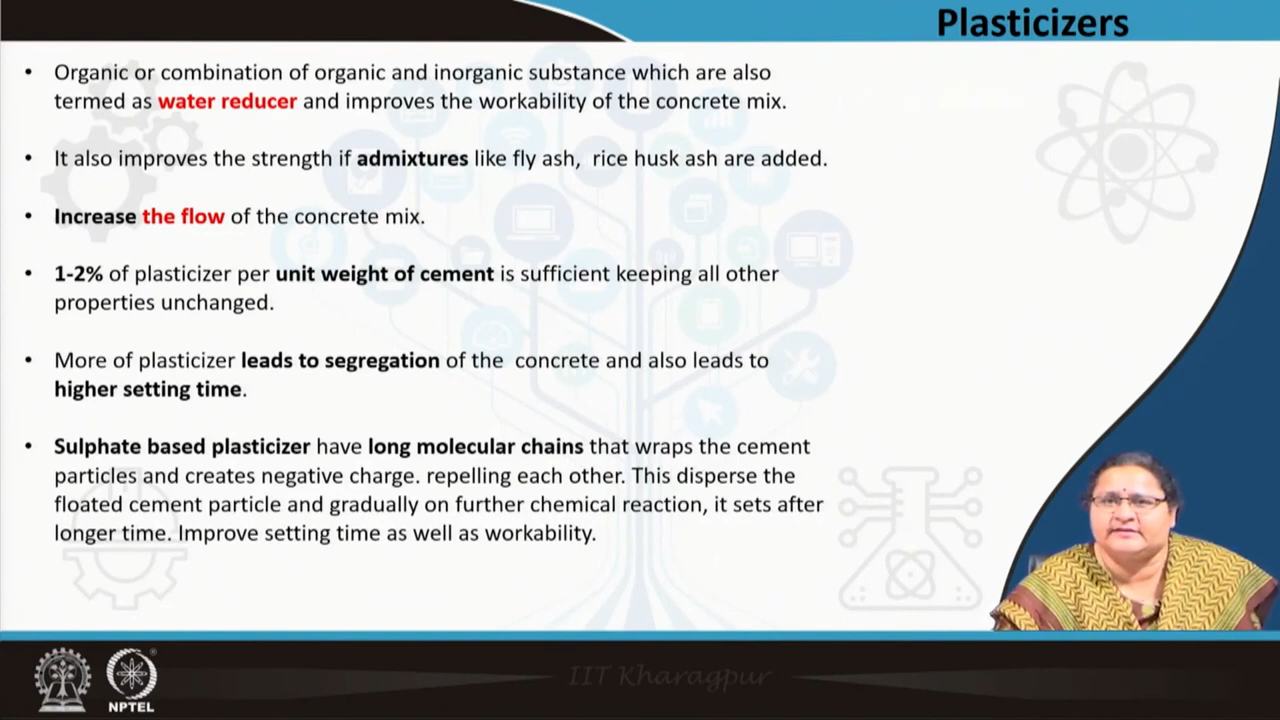 Plasticizers
• Organic or combination of organic and inorganic substance which are also
termed as water reducer and improves the workability of the concrete mix.
• It also improves the strength if admixtures like fly ash, rice husk ash are added.
• Increase the flow of the concrete mix.
• 1-2% of plasticizer per unit weight of cement is sufficient keeping all other
properties unchanged.
• More of plasticizer leads to segregation of the concrete and also leads to
higher setting time.
• Sulphate based plasticizer have long molecular chains that wraps the cement
particles and creates negative charge. repelling each other. This disperse the
floated cement particle and gradually on further chemical reaction, it sets after
longer time. Improve setting time as well as workability.
IIT Kharagpur
NPTEL